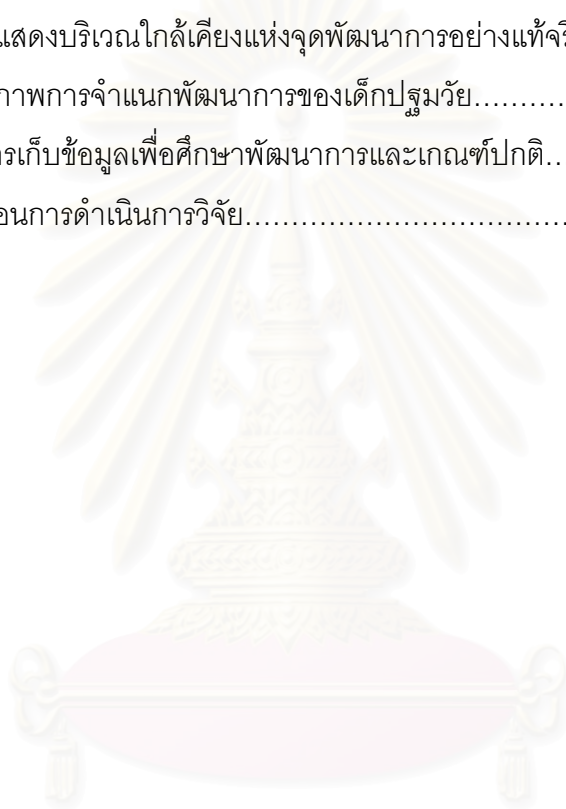 แสดงบริเวณใกล้เคียงแห่งจุดพัฒนาการอย่างแท้จริ
ภาพการจำแนกพัฒนาการของเด็กปฐมวัย..........
รเก็บข้อมูลเพื่อศึกษาพัฒนาการและเกณฑ์ปกติ..
อนการดำเนินการวิจัย....................................